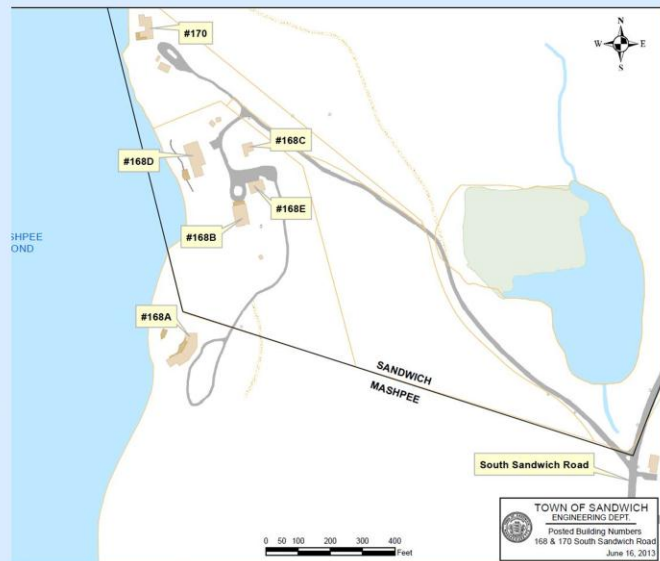 #170
N
W E
S
#168C
#168D
#168E
#168B
SHPEE
OND
#168A
SANDWICH
MASHPEE
South Sandwich Road
TOWN OF SANDWICH
ENGINEERING DEPT.
Posted Building Numbers
168 & 170 South Sandwich Road
June 16, 2013
0 50 100 200 300 400
Feet